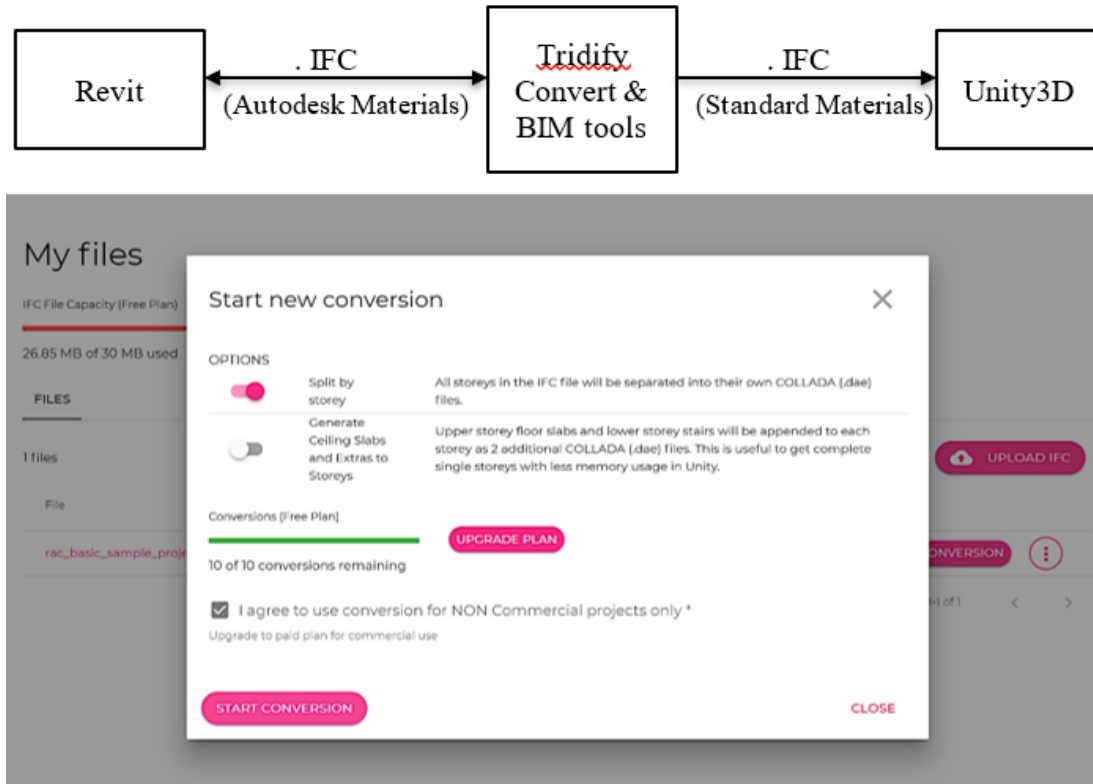 Revit
. IFC
(Autodesk Materials)
Tridify
Convert &
BIM tools
. IFC
(Standard Materials)
Unity3D
My files
IFC File Capacity (Free Plan)
26.85 MB of 30 MB used
FILES
1 files
File
rac_basic_sample_proje
UPLOAD IFC
ONVERSION
1-1 of 1
Start new conversion
OPTIONS
Split by
storey
All storeys in the IFC file will be separated into their own COLLADA (.dae)
files.
Generate
Ceiling Slabs
and Extras to
Storeys
Upper storey floor slabs and lower storey stairs will be appended to each
storey as 2 additional COLLADA (.dae) files. This is useful to get complete
single storeys with less memory usage in Unity.
Conversions (Free Plan)
UPGRADE PLAN
10 of 10 conversions remaining
I agree to use conversion for NON Commercial projects only *
Upgrade to paid plan for commercial use
START CONVERSION
CLOSE